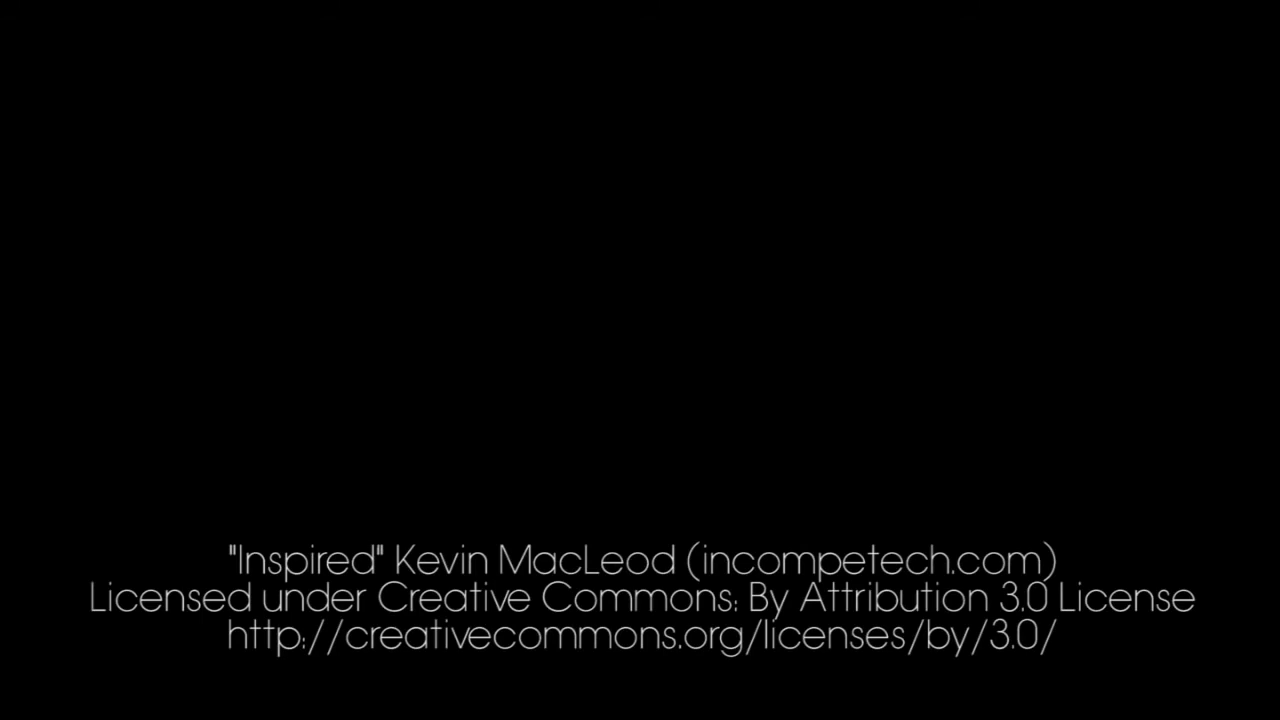 "Inspired" Kevin MacLeod (incompetech.com)
Licensed under Creative Commons: By Attribution 3.0 License
http://creativecommons.org/licenses/by/3.0/